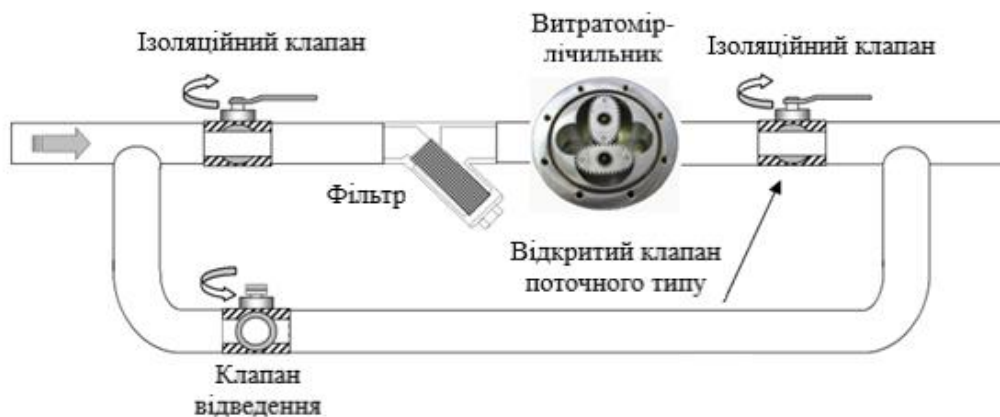 Ізоляційний клапан
Витратомір-
лічильник
Ізоляційний клапан
Фільтр
Відкритий клапан
поточного типу
Клапан
відведення